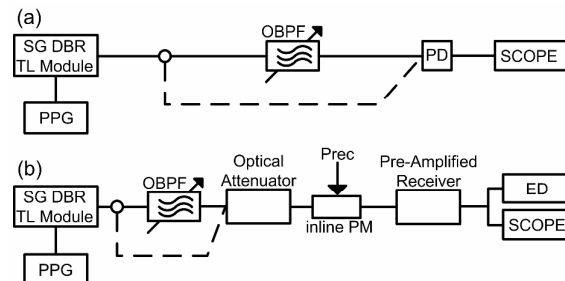 (a)
SG DBR
TL Module
PPG
OBPF
PD
SCOPE
(b)
SG DBR
TL Module
PPG
OBPF
Optical
Attenuator
Prec
inline PM
Pre-Amplified
Receiver
ED
SCOPE